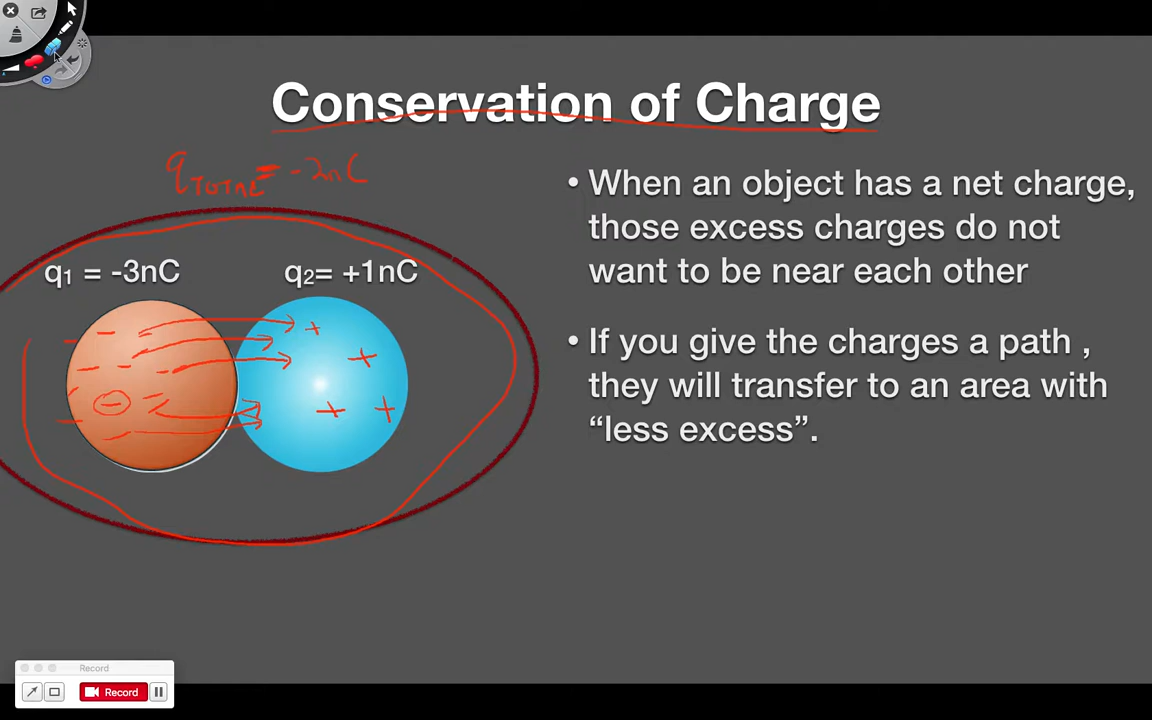 Conservation of Charge
qTOTAL = -2nC
q₁ = -3nC
q₂= +1nC
• When an object has a net charge,
those excess charges do not
want to be near each other
• If you give the charges a path ,
they will transfer to an area with
“less excess”.
Record
Record